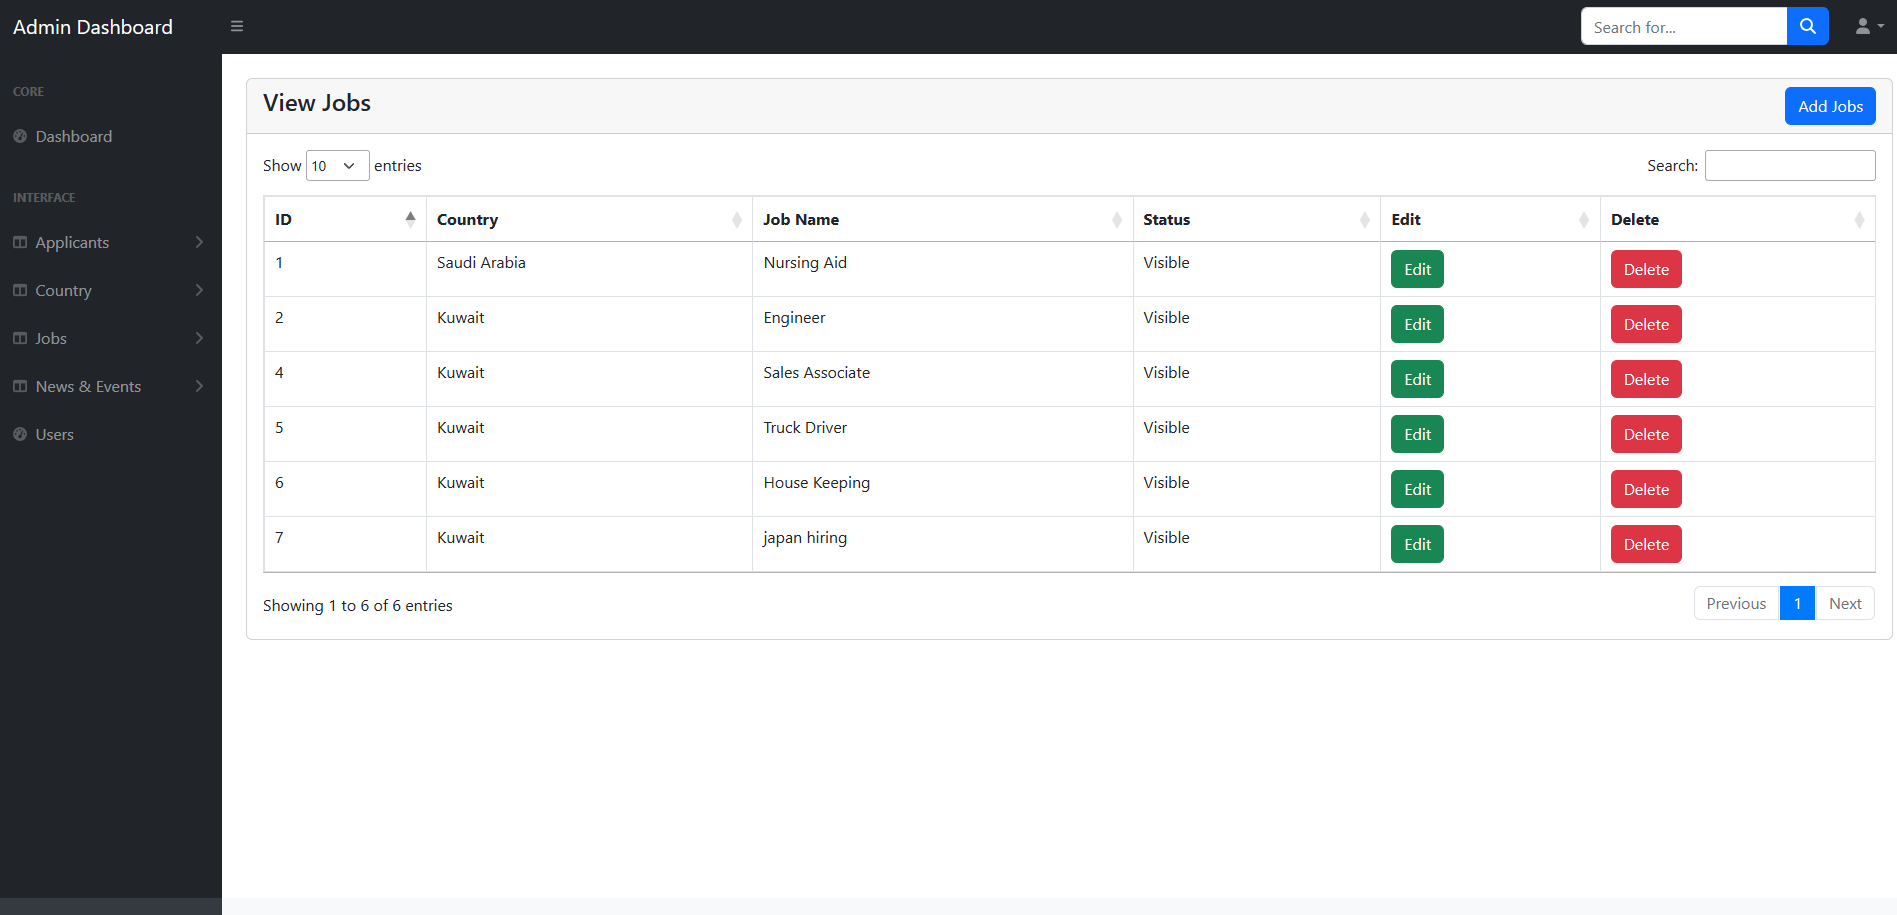 Admin Dashboard
Search for...
CORE
Dashboard
INTERFACE
Applicants
Country
Jobs
News & Events
Users
View Jobs
Add Jobs
Show 10 entries
Search:
ID Country Job Name Status Edit Delete
1 Saudi Arabia Nursing Aid Visible Edit Delete
2 Kuwait Engineer Visible Edit Delete
4 Kuwait Sales Associate Visible Edit Delete
5 Kuwait Truck Driver Visible Edit Delete
6 Kuwait House Keeping Visible Edit Delete
7 Kuwait japan hiring Visible Edit Delete
Showing 1 to 6 of 6 entries
Previous 1 Next